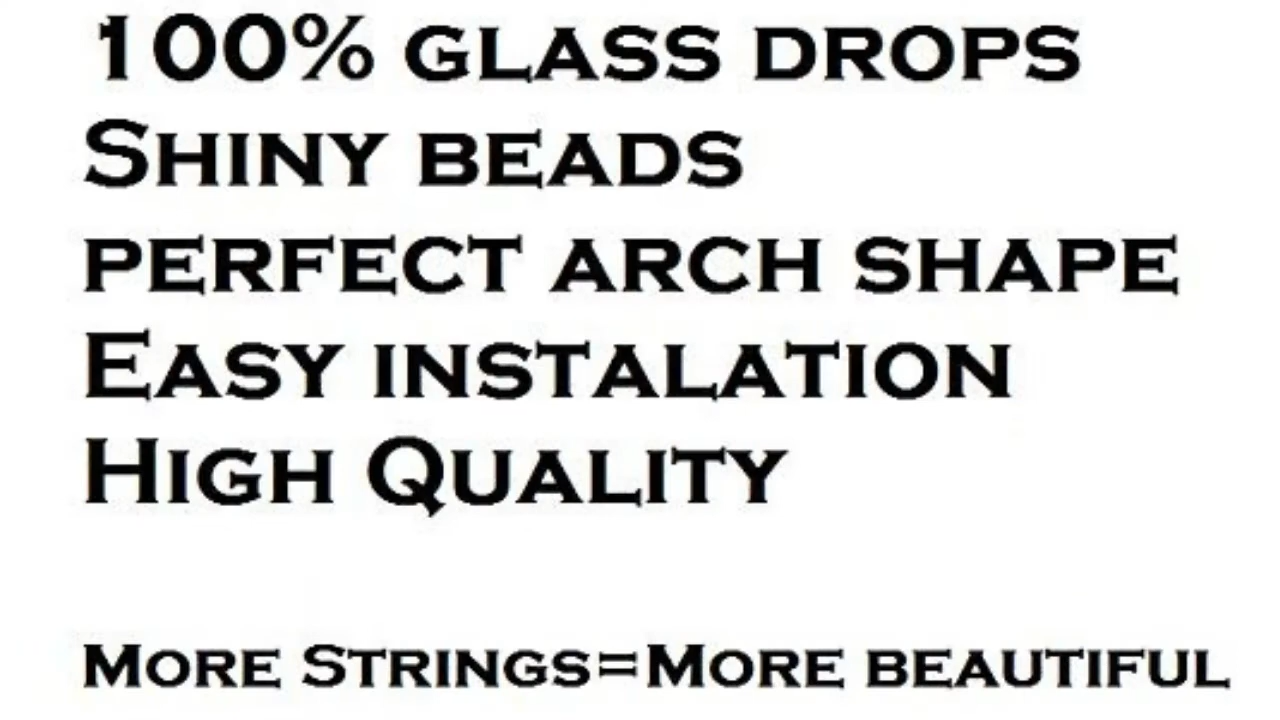 100% GLASS DROPS
SHINY BEADS
PERFECT ARCH SHAPE
EASY INSTALATION
HIGH QUALITY
MORE STRINGS=MORE BEAUTIFUL